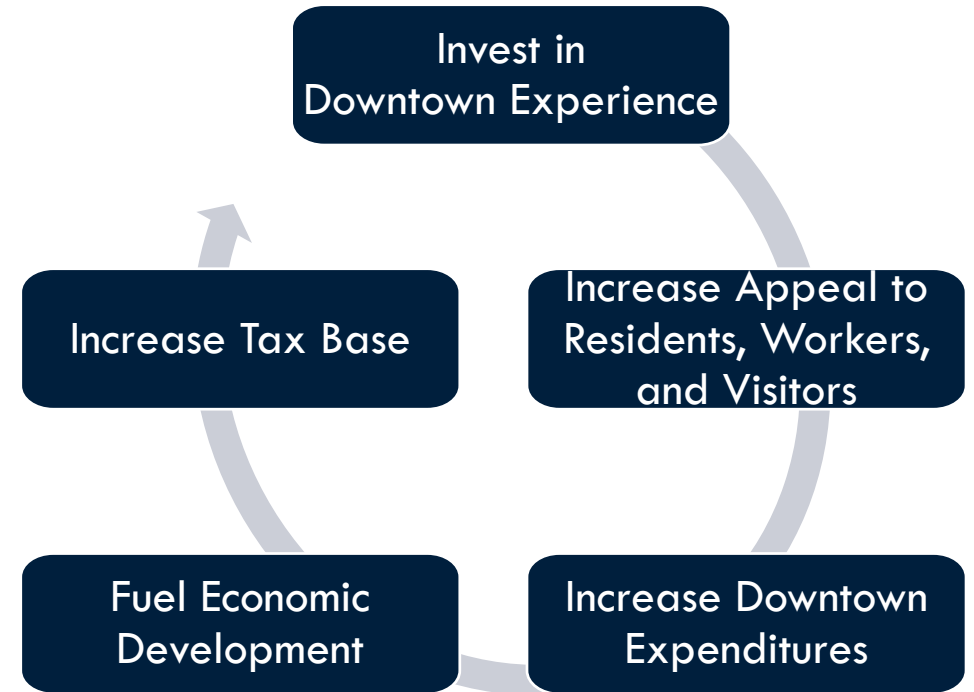 Invest in
Downtown Experience
Increase Appeal to
Residents, Workers,
and Visitors
Increase Downtown
Expenditures
Fuel Economic
Development
Increase Tax Base